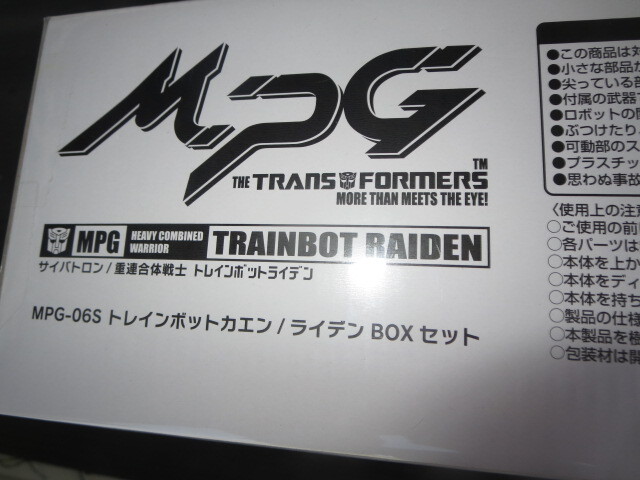 MPG
THE TRANSFORMERS™
MORE THAN MEETS THE EYE!
MPG HEAVY COMBINED WARRIOR TRAINBOT RAIDEN
サイバトロン/重連合体戦士 トレインボットライデン
MPG-06S トレインボットカエン/ライデン BOX セット
●この商品は対
●小さな部品が
●尖っている部
●付属の武器
●ロボットの
●ぶつけたり
●可動部のス
●プラスチッ
●思わぬ事故
〈使用上の注意
○ご使用の前
○各パーツは
○本体を上か
○本体をディ
○本体を持ち
○製品の仕様
○本製品を極
○包装材は開